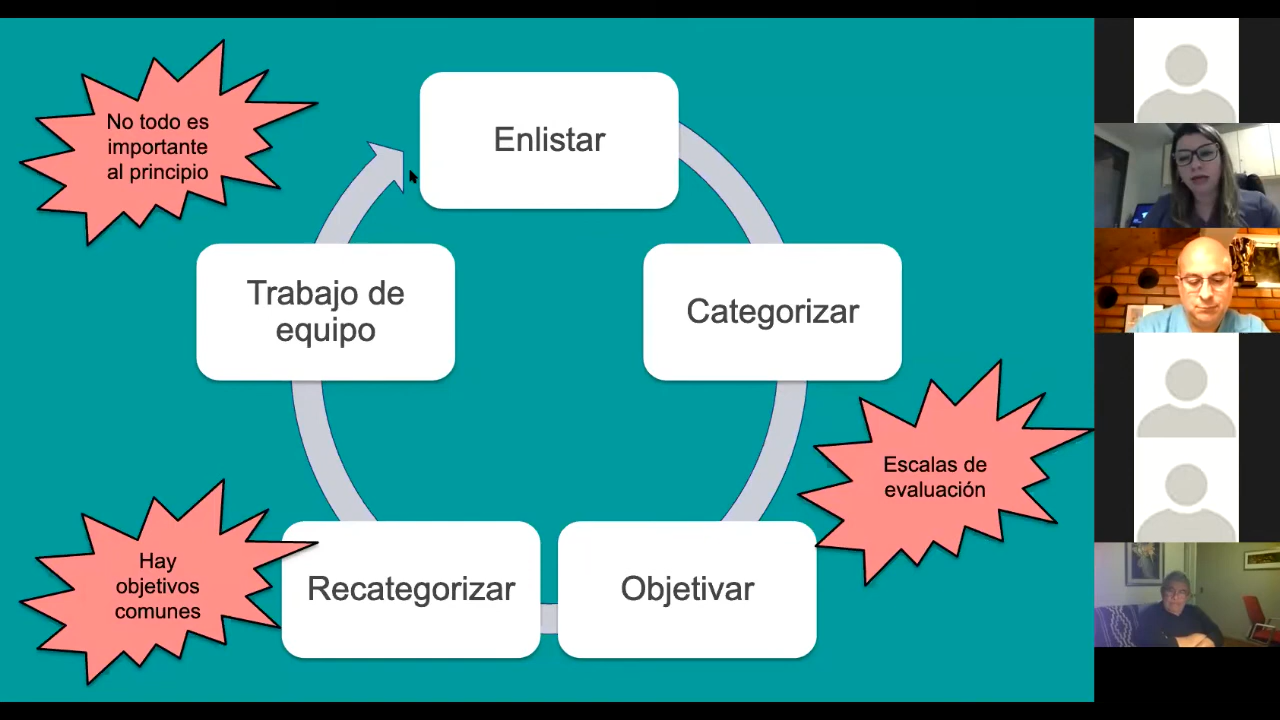 No todo es
importante
al principio
Enlistar
Trabajo de
equipo
Categorizar
Escalas de
evaluación
Hay
objetivos
comunes
Recategorizar
Objetivar